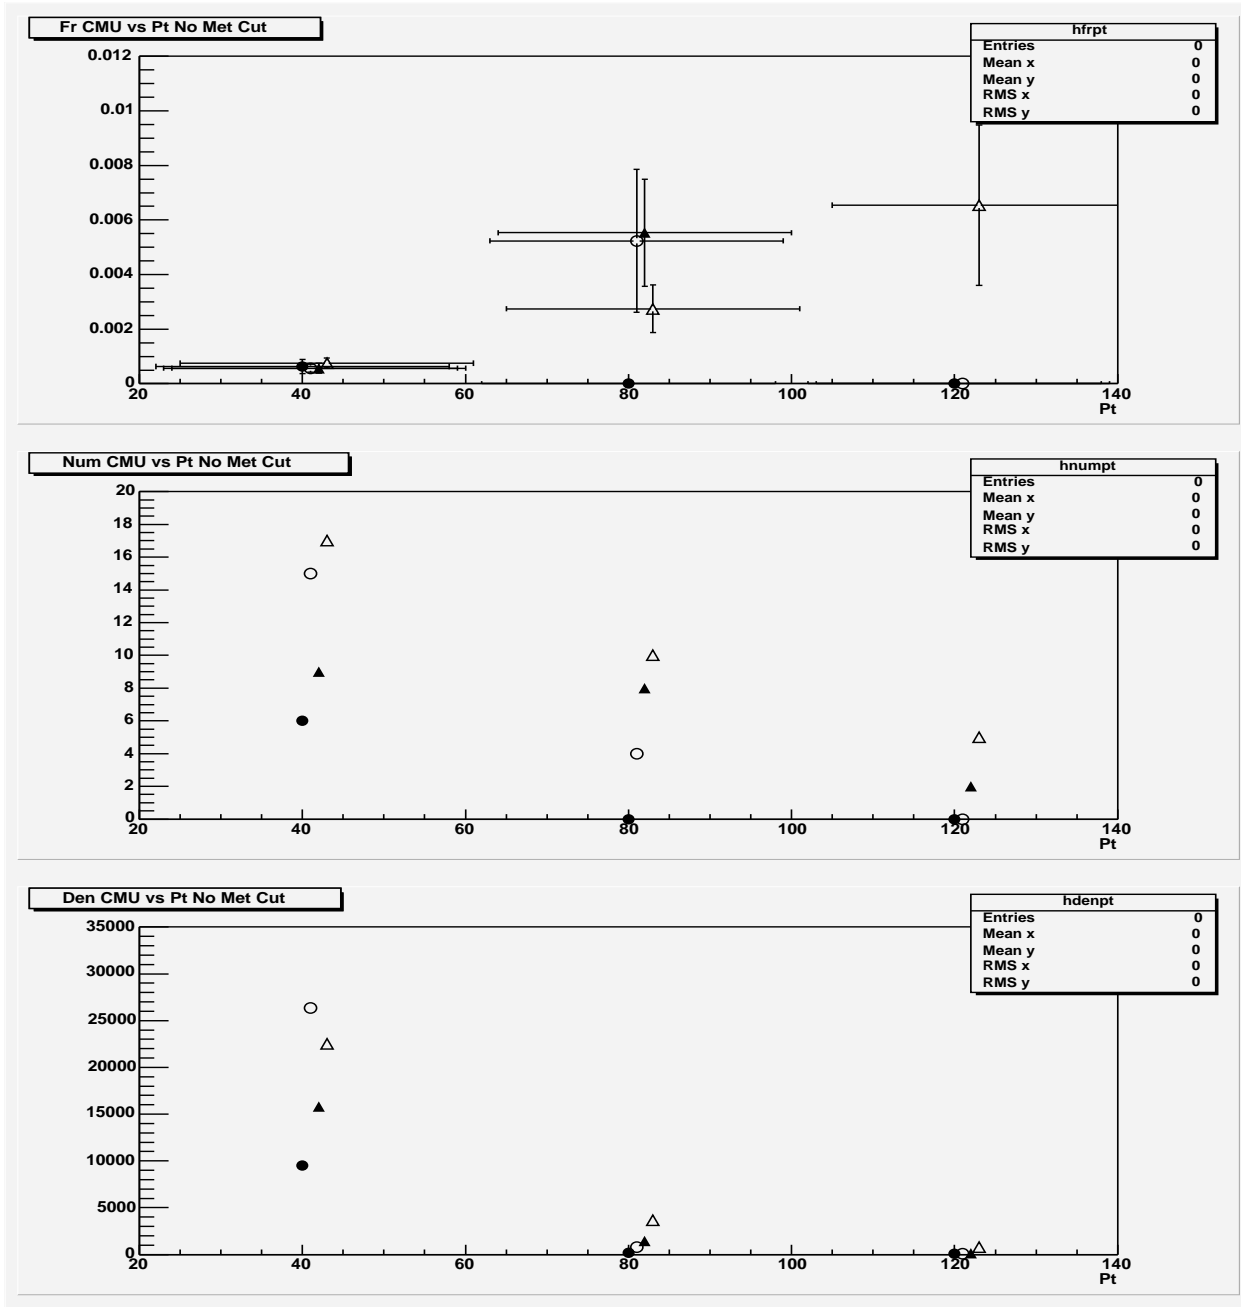 Fr CMU vs Pt No Met Cut
hfrpt
Entries 0
Mean x 0
Mean y 0
RMS x 0
RMS y 0
0.012
0.01
0.008
0.006
0.004
0.002
0
20 40 60 80 100 120 140
Pt
Num CMU vs Pt No Met Cut
hnumpt
Entries 0
Mean x 0
Mean y 0
RMS x 0
RMS y 0
20
18
16
14
12
10
8
6
4
2
0
20 40 60 80 100 120 140
Pt
Den CMU vs Pt No Met Cut
hdenpt
Entries 0
Mean x 0
Mean y 0
RMS x 0
RMS y 0
35000
30000
25000
20000
15000
10000
5000
0
20 40 60 80 100 120 140
Pt